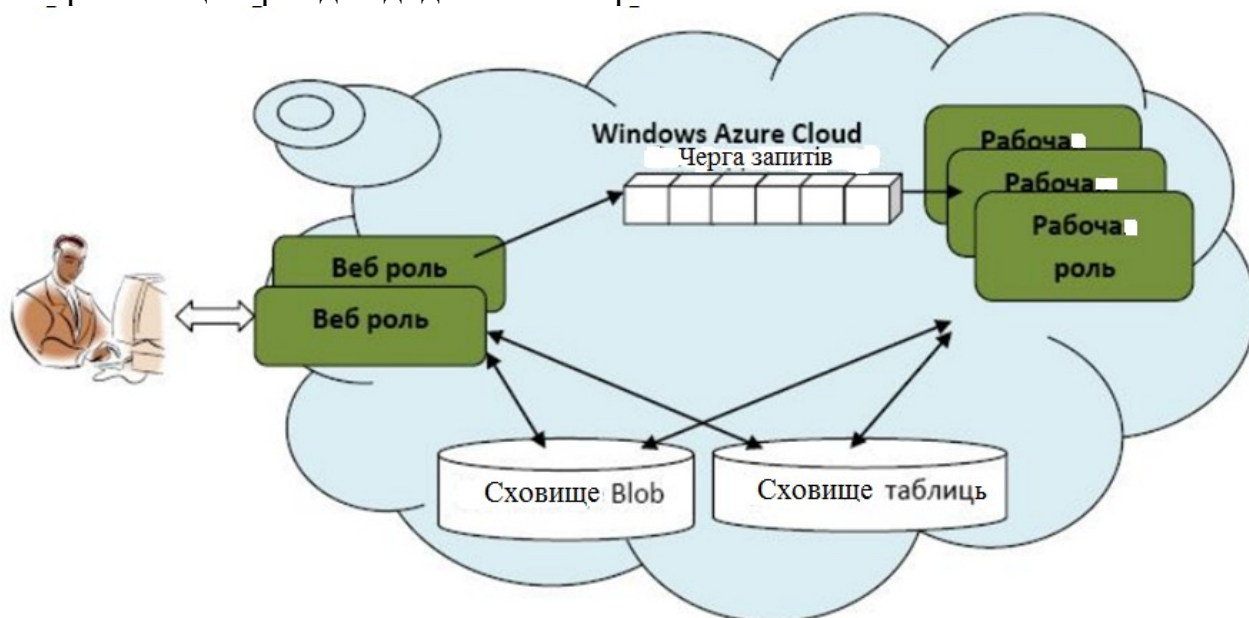 Windows Azure Cloud
Черга запитів
Рабоча
Рабоча
Рабоча
роль
Веб роль
Веб роль
Сховище Blob
Сховище таблиць